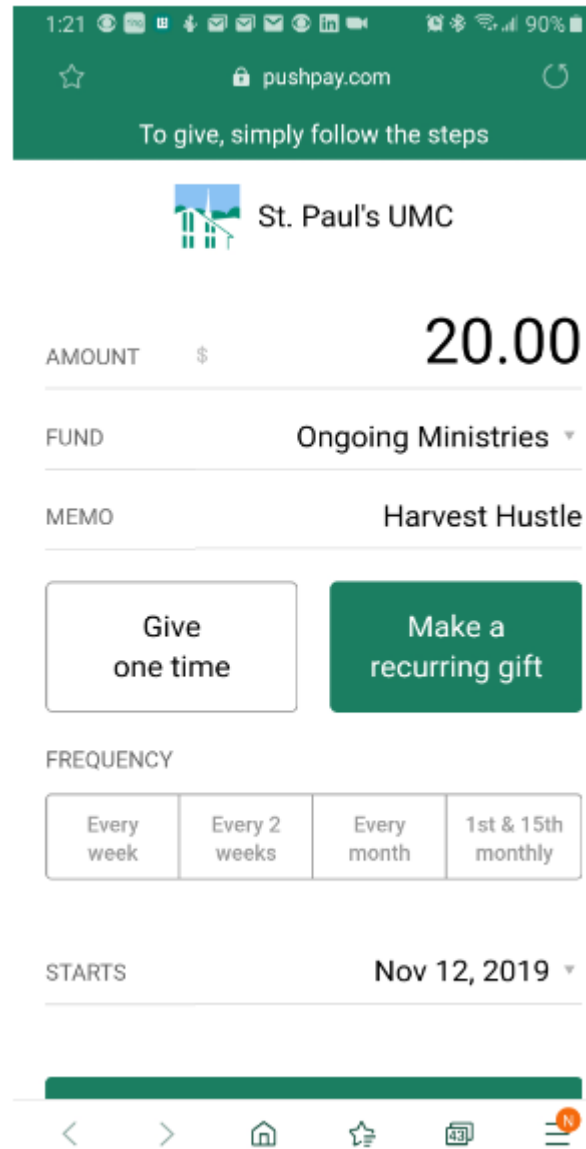 1:21 90%
pushpay.com
To give, simply follow the steps
St. Paul's UMC
AMOUNT $ 20.00
FUND Ongoing Ministries
MEMO Harvest Hustle
Give
one time
Make a
recurring gift
FREQUENCY
Every
week
Every 2
weeks
Every
month
1st & 15th
monthly
STARTS Nov 12, 2019
43
N